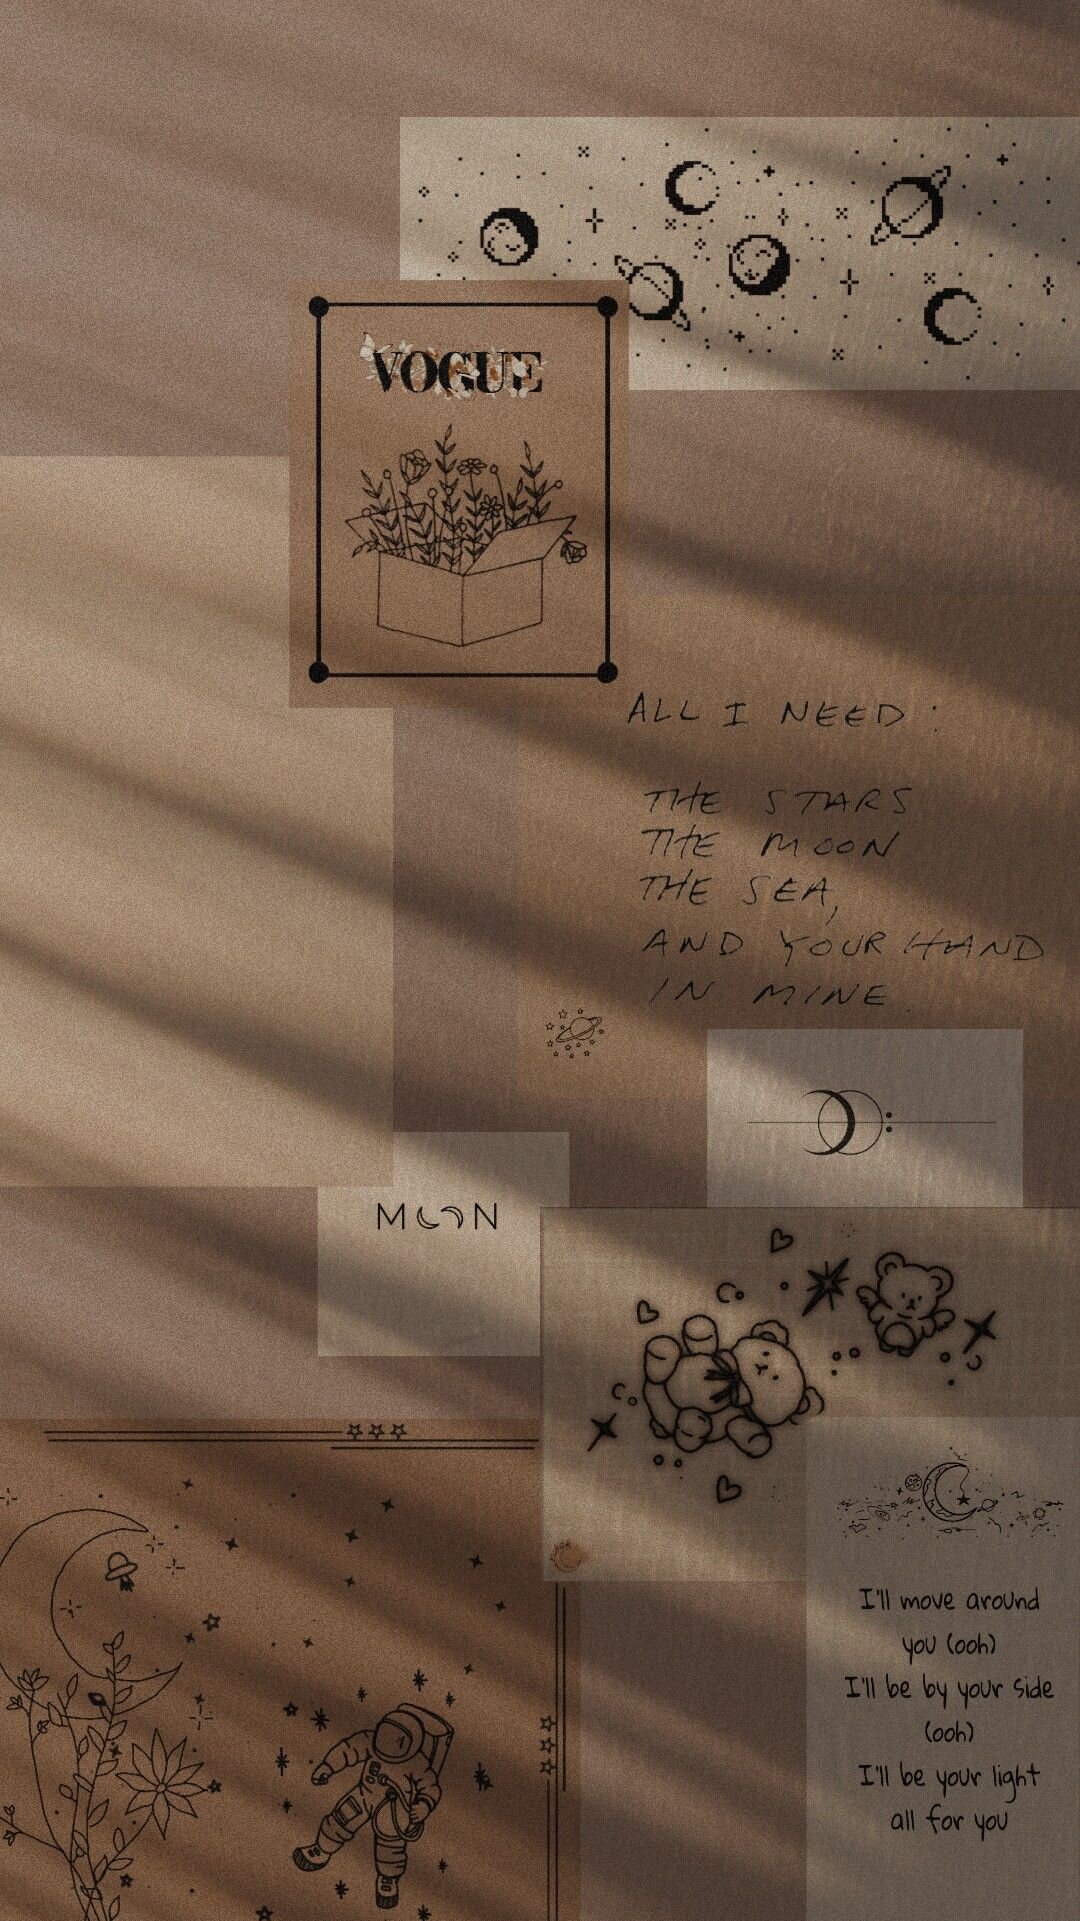 VOGUE
ALL I NEED:
THE STARS
THE MOON
THE SEA,
AND YOUR HAND
IN MINE
MOON
I'll move around
you (ooh)
I'll be by your side
(ooh)
I'll be your light
all for you